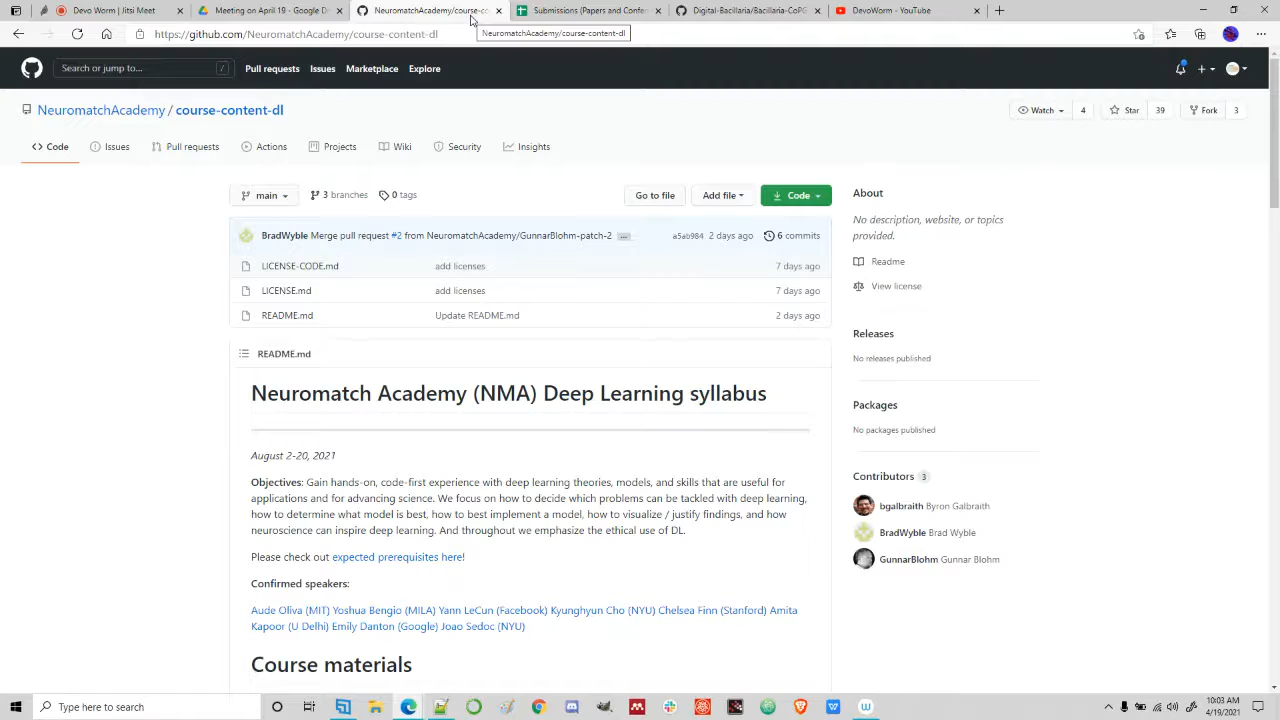 Devo Worm | Jitsi Meet
Meeting on April 19 - Google D
NeuromatchAcademy/course-co
Submissions (Papers and Confer
Digital-Bacillaria/Bacillaria-CoPG
DevoWorm - YouTube
https://github.com/NeuromatchAcademy/course-content-dl
NeuromatchAcademy/course-content-dl
Search or jump to...
/
Pull requests
Issues
Marketplace
Explore
NeuromatchAcademy / course-content-dl
Watch
4
Star
39
Fork
3
Code
Issues
Pull requests
Actions
Projects
Wiki
Security
Insights
main
3 branches
0 tags
Go to file
Add file
Code
BradWyble Merge pull request #2 from NeuromatchAcademy/GunnarBlohm-patch-2 ...
a5ab984 2 days ago
6 commits
LICENSE-CODE.md add licenses 7 days ago
LICENSE.md add licenses 7 days ago
README.md Update README.md 2 days ago
README.md
Neuromatch Academy (NMA) Deep Learning syllabus
August 2-20, 2021
Objectives: Gain hands-on, code-first experience with deep learning theories, models, and skills that are useful for
applications and for advancing science. We focus on how to decide which problems can be tackled with deep learning,
how to determine what model is best, how to best implement a model, how to visualize / justify findings, and how
neuroscience can inspire deep learning. And throughout we emphasize the ethical use of DL.
Please check out expected prerequisites here!
Confirmed speakers:
Aude Oliva (MIT) Yoshua Bengio (MILA) Yann LeCun (Facebook) Kyunghyun Cho (NYU) Chelsea Finn (Stanford) Amita
Kapoor (U Delhi) Emily Danton (Google) Joao Sedoc (NYU)
Course materials
About
No description, website, or topics
provided.
Readme
View license
Releases
No releases published
Packages
No packages published
Contributors 3
bgalbraith Byron Galbraith
BradWyble Brad Wyble
GunnarBlohm Gunnar Blohm
Type here to search
10:03 AM
4/19/2021